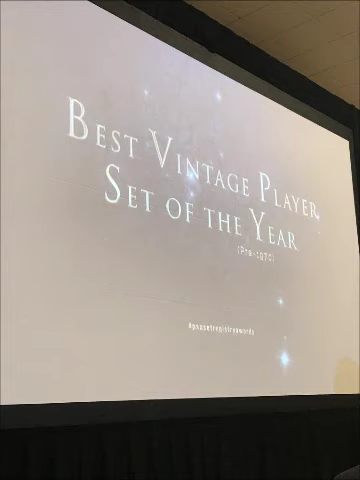 BEST VINTAGE PLAYER
SET OF THE YEAR
(Pre-1970)
#psasetregistryawards